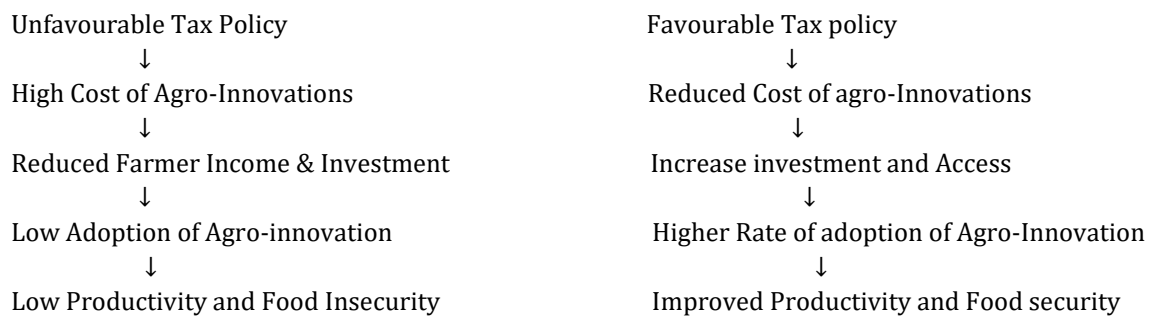 Unfavourable Tax Policy Favourable Tax policy
↓ ↓
High Cost of Agro-Innovations Reduced Cost of agro-Innovations
↓ ↓
Reduced Farmer Income & Investment Increase investment and Access
↓ ↓
Low Adoption of Agro-innovation Higher Rate of adoption of Agro-Innovation
↓ ↓
Low Productivity and Food Insecurity Improved Productivity and Food security